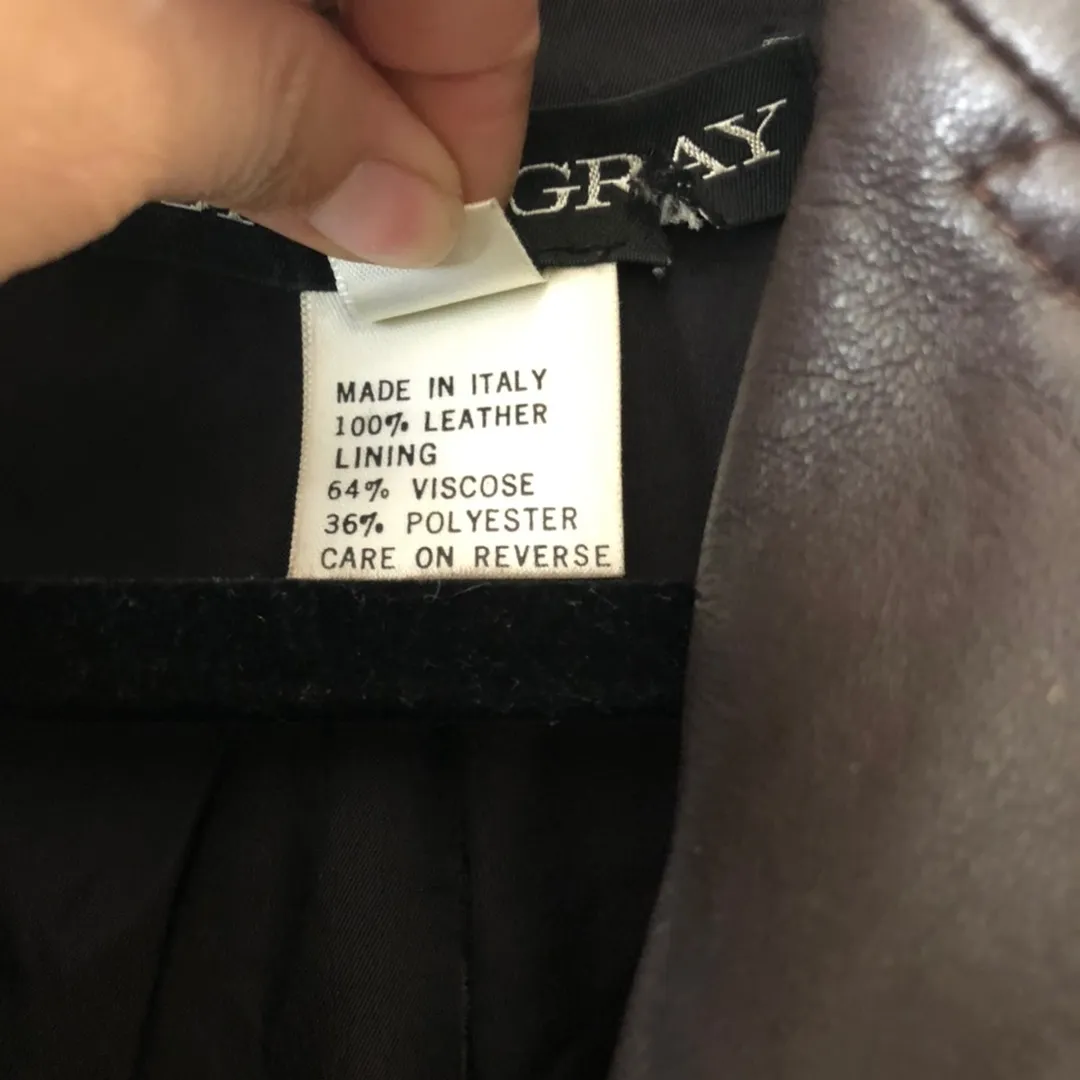 GRAY
MADE IN ITALY
100% LEATHER
LINING
64% VISCOSE
36% POLYESTER
CARE ON REVERSE